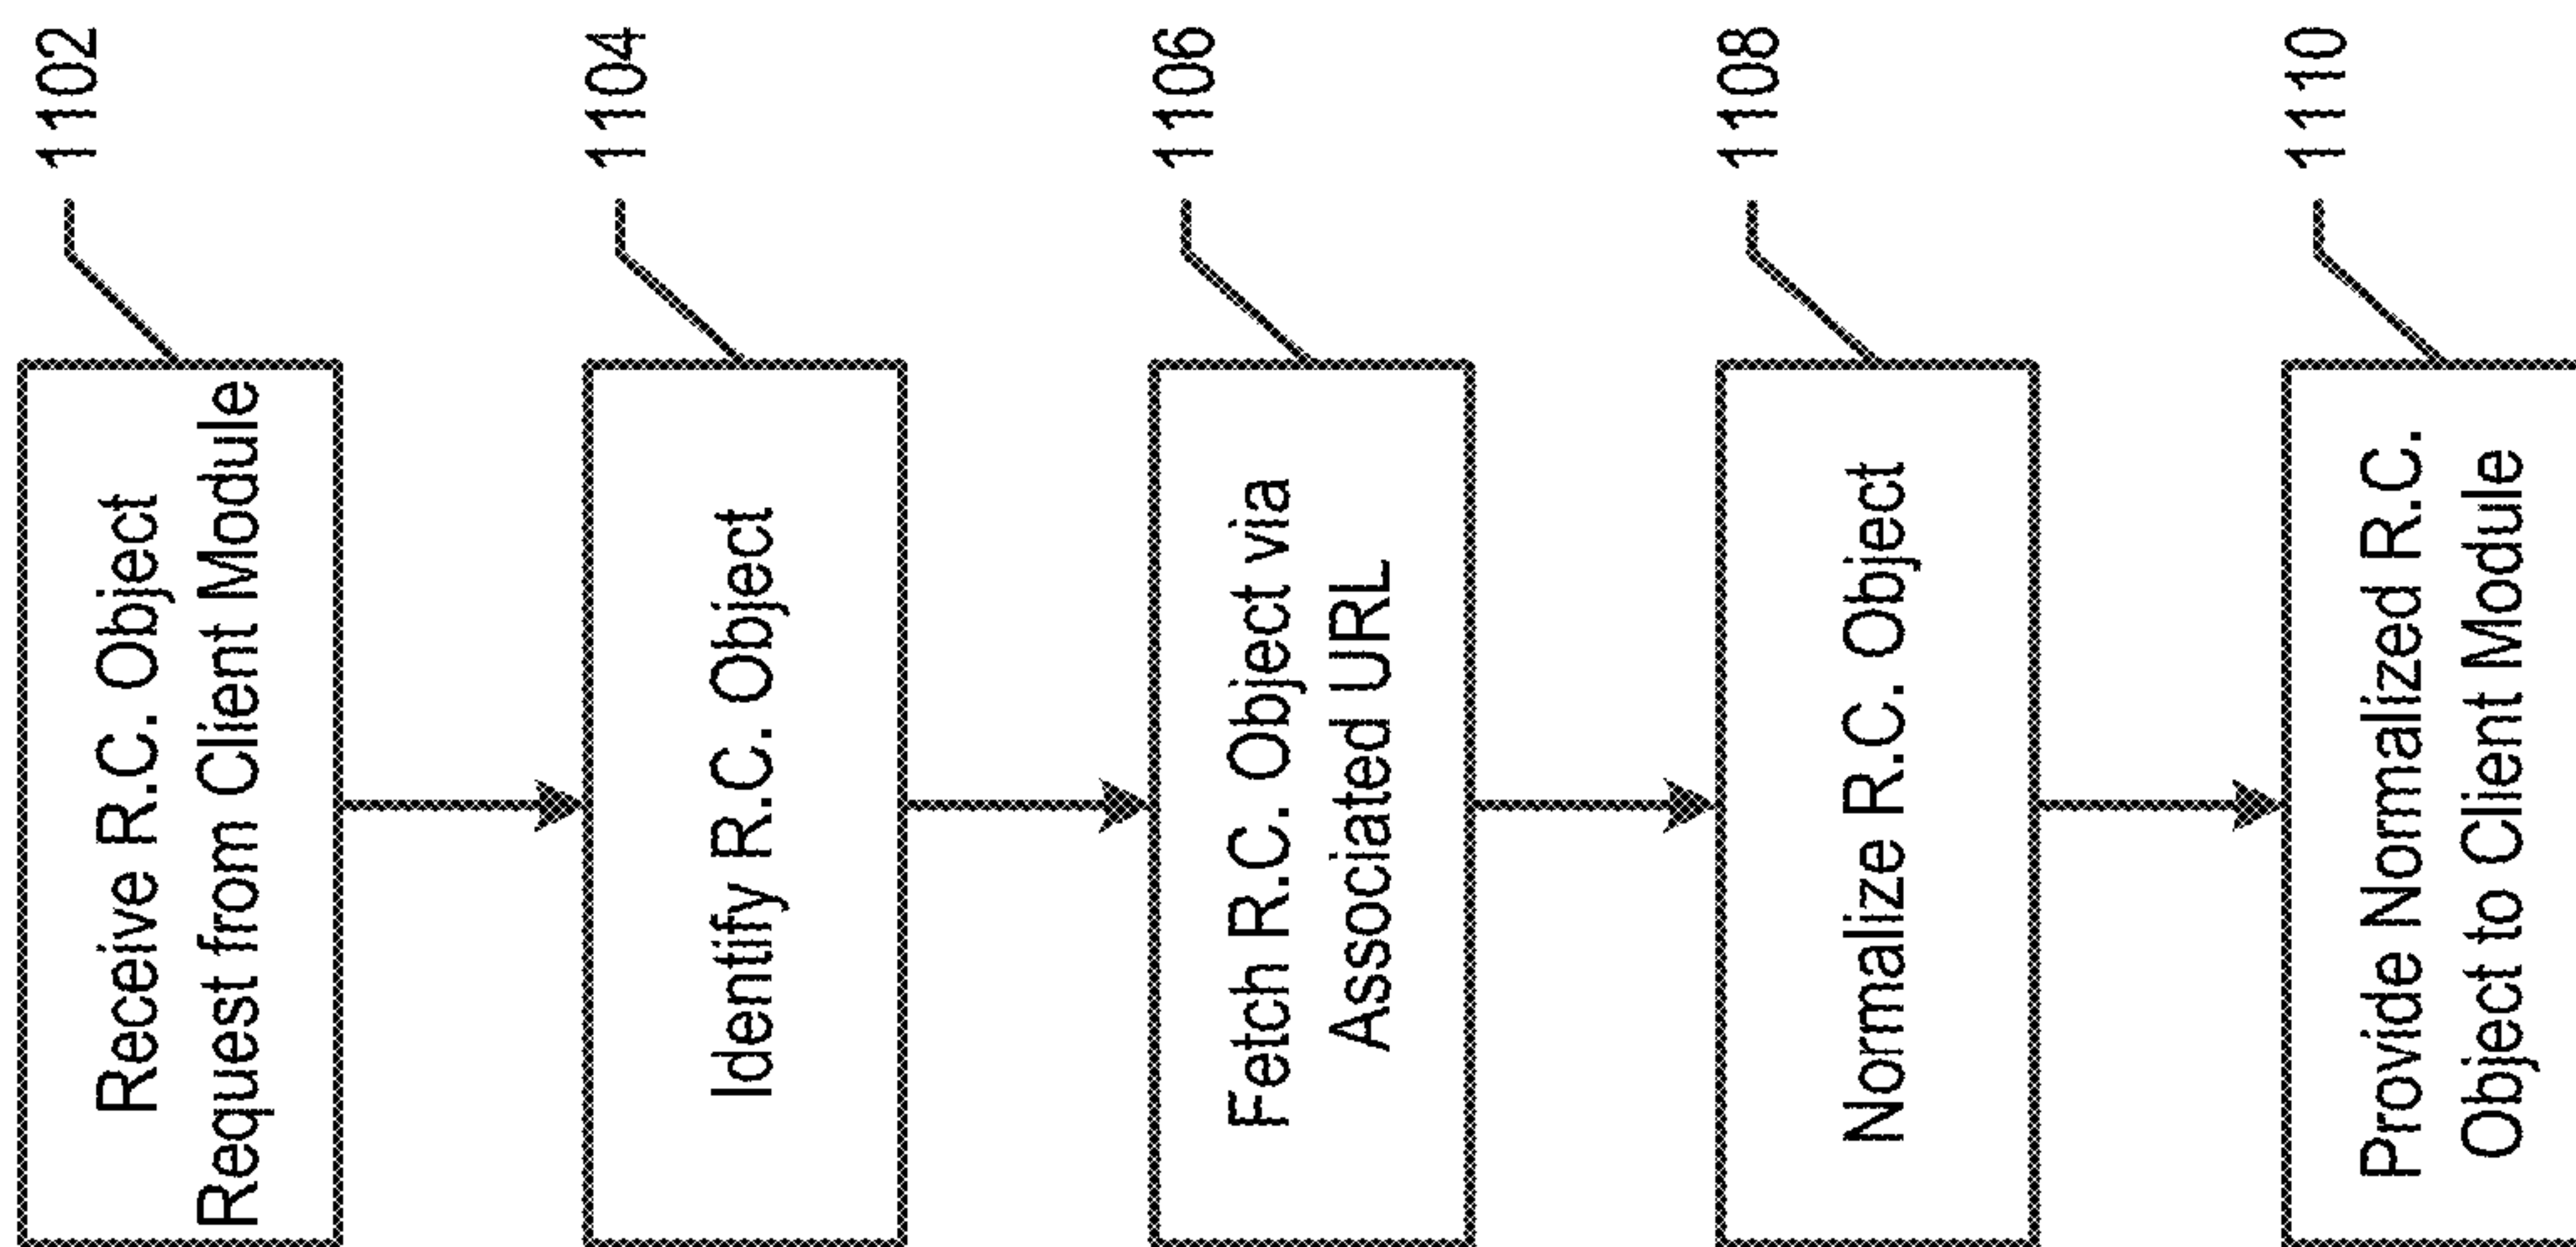 1102
Receive R.C. Object
Request from Client Module
1104
Identify R.C. Object
1106
Fetch R.C. Object via
Associated URL
1108
Normalize R.C. Object
1110
Provide Normalized R.C.
Object to Client Module